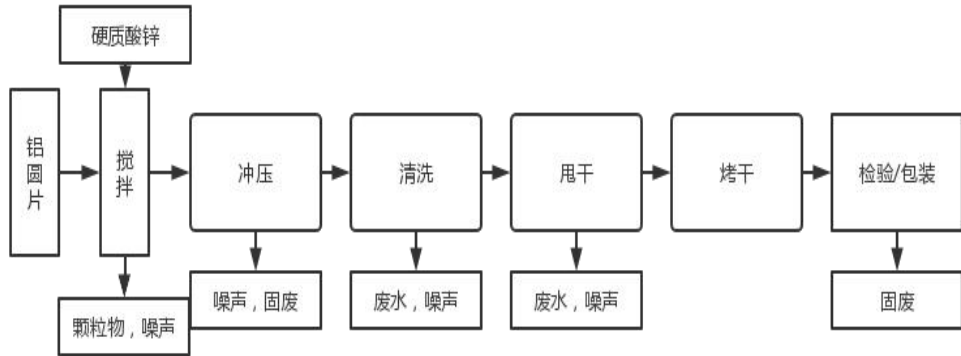 硬质酸锌
铝圆片
搅拌
冲压
清洗
甩干
烤干
检验/包装
颗粒物，噪声
噪声，固废
废水，噪声
废水，噪声
固废